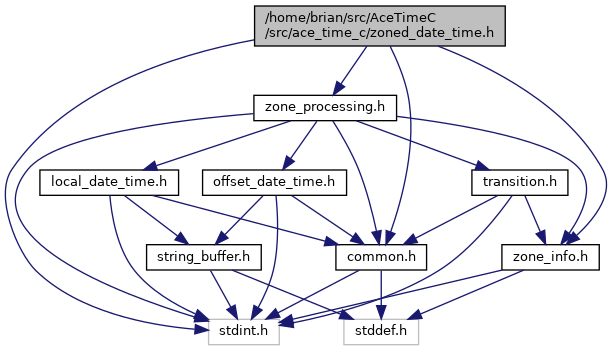 /home/brian/src/AceTimeC
/src/ace_time_c/zoned_date_time.h
zone_processing.h
local_date_time.h
offset_date_time.h
transition.h
string_buffer.h
common.h
zone_info.h
stdint.h
stddef.h